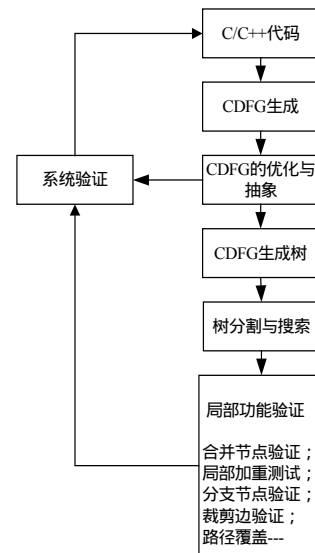 C/C++代码
CDFG生成
系统验证
CDFG的优化与
抽象
CDFG生成树
树分割与搜索
局部功能验证
合并节点验证；
局部加重测试；
分支节点验证；
裁剪边验证；
路径覆盖---